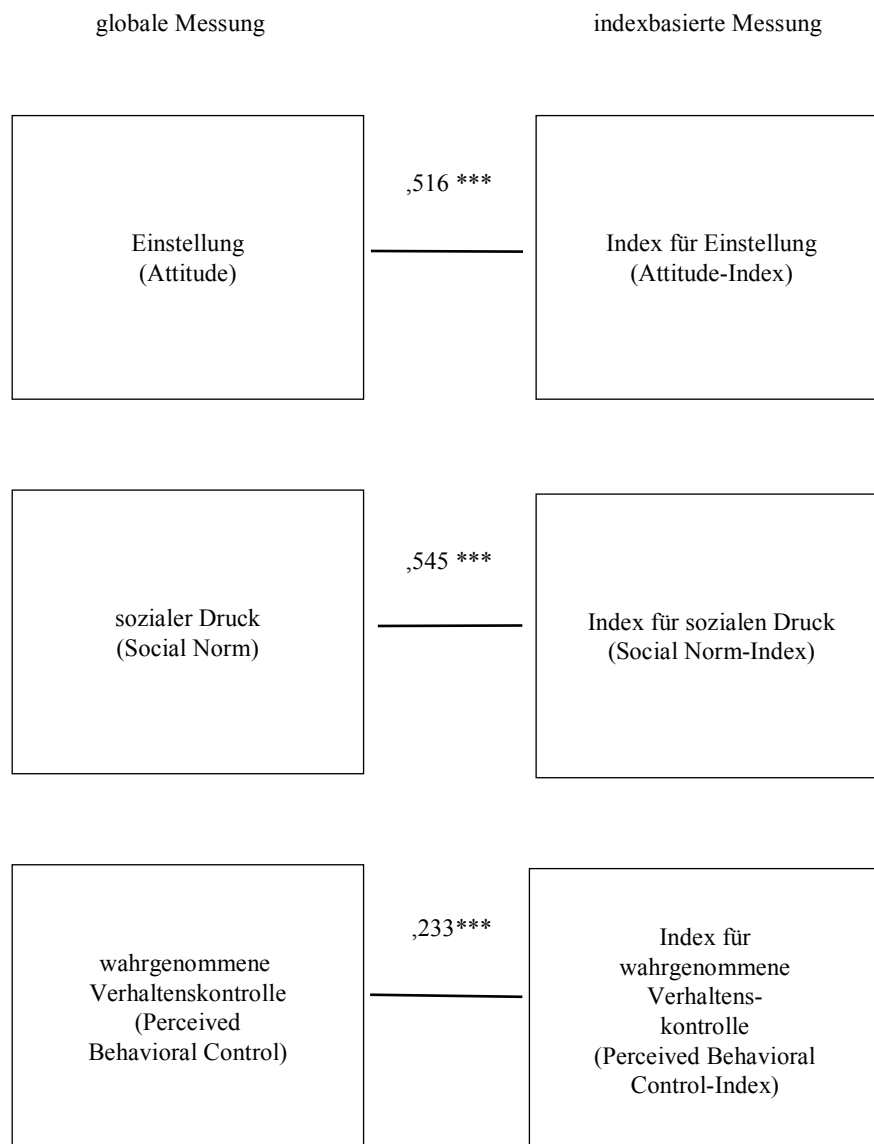 globale Messung
indexbasierte Messung
,516 ***
Einstellung
(Attitude)
Index für Einstellung
(Attitude-Index)
,545 ***
sozialer Druck
(Social Norm)
Index für sozialen Druck
(Social Norm-Index)
,233***
wahrgenommene
Verhaltenskontrolle
(Perceived
Behavioral Control)
Index für
wahrgenommene
Verhaltens-
kontrolle
(Perceived Behavioral
Control-Index)